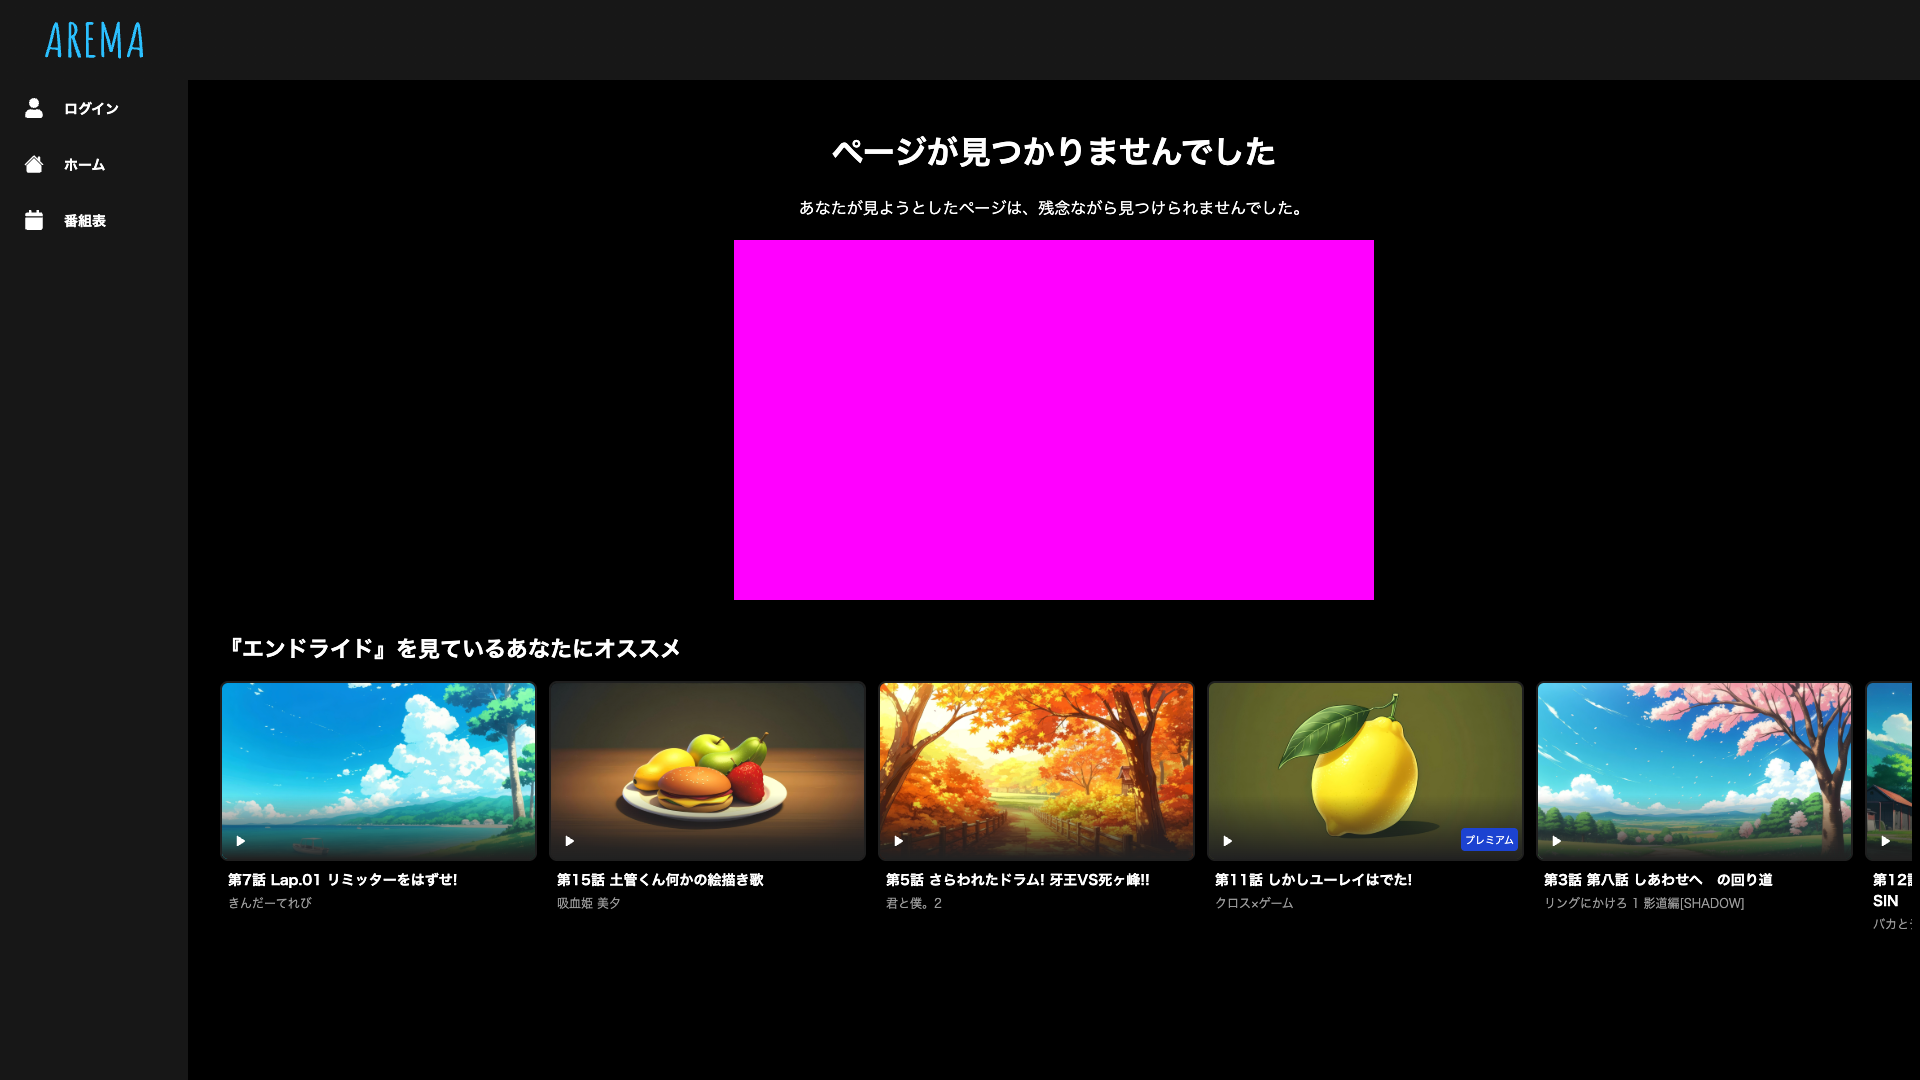 AREMA
ログイン
ホーム
番組表
ページが見つかりませんでした
あなたが見ようとしたページは、残念ながら見つけられませんでした。
『エンドライド』を見ているあなたにオススメ
プレミアム
第7話 Lap.01 リミッターをはずせ!
きんだーてれび
第15話 土管くん何かの絵描き歌
吸血姫 美夕
第5話 さらわれたドラム! 牙王VS死ヶ峰!!
君と僕。2
第11話 しかしユーレイはでた!
クロス×ゲーム
第3話 第八話 しあわせへ　の回り道
リングにかけろ 1 影道編[SHADOW]
第12話
SIN
バカと